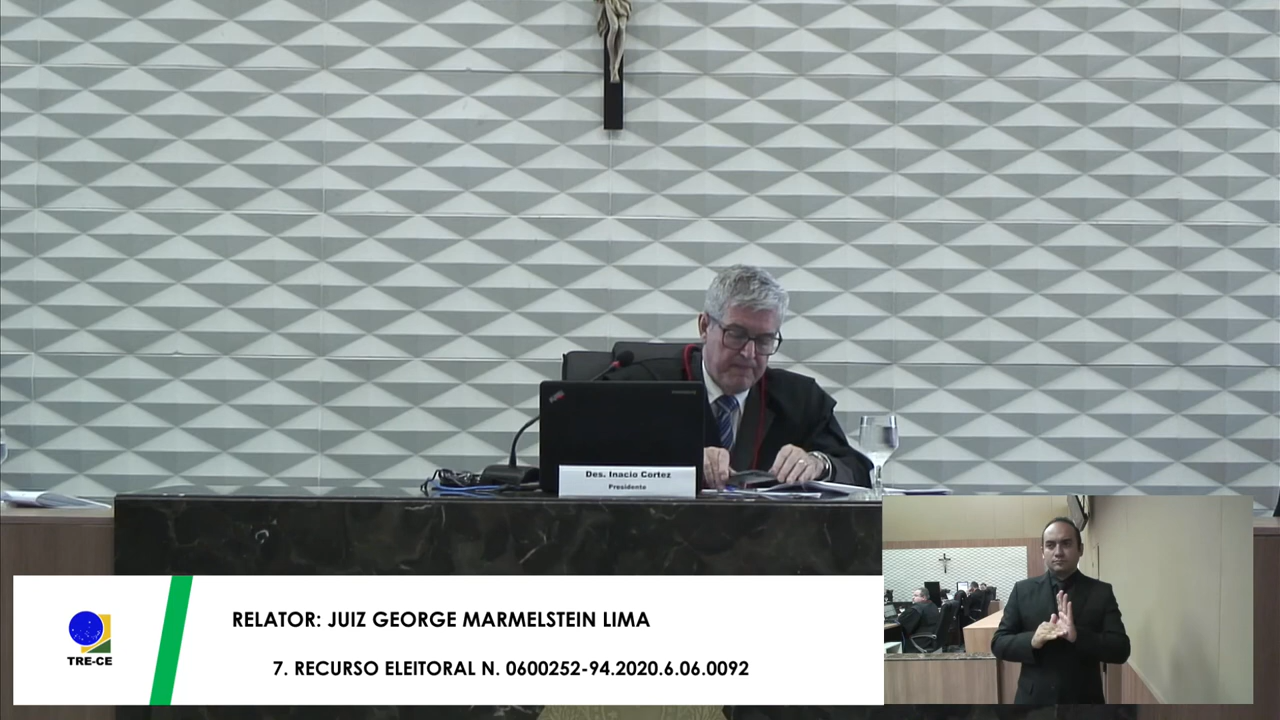 Des. Inacio Cortez
Presidente
RELATOR: JUIZ GEORGE MARMELSTEIN LIMA
TRE-CE
7. RECURSO ELEITORAL N. 0600252-94.2020.6.06.0092